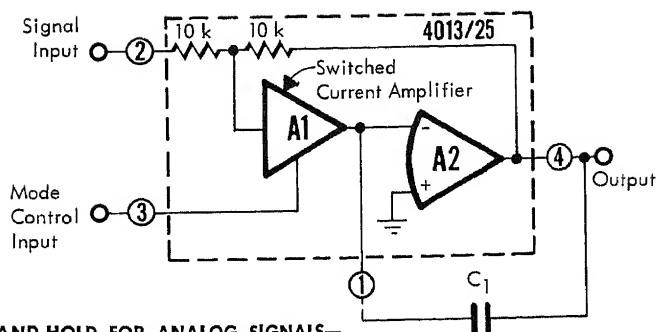 Signal
Input
2
10 k
10 k
4013/25
Switched
Current Amplifier
A1
-
A2
+
4
Output
Mode
Control
Input
3
1
C1
AND-HOLD FOR ANALOG SIGNALS—